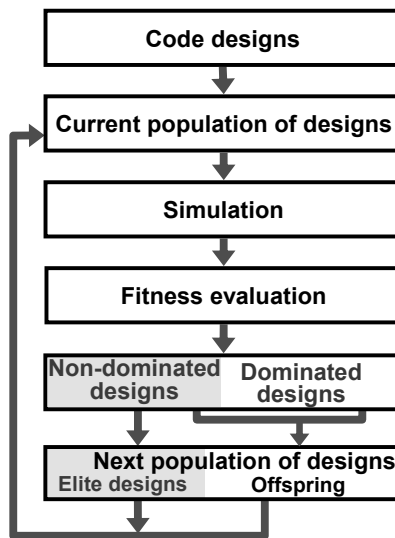 Code designs
Current population of designs
Simulation
Fitness evaluation
Non-dominated designs
Dominated designs
Next population of designs
Elite designs Offspring